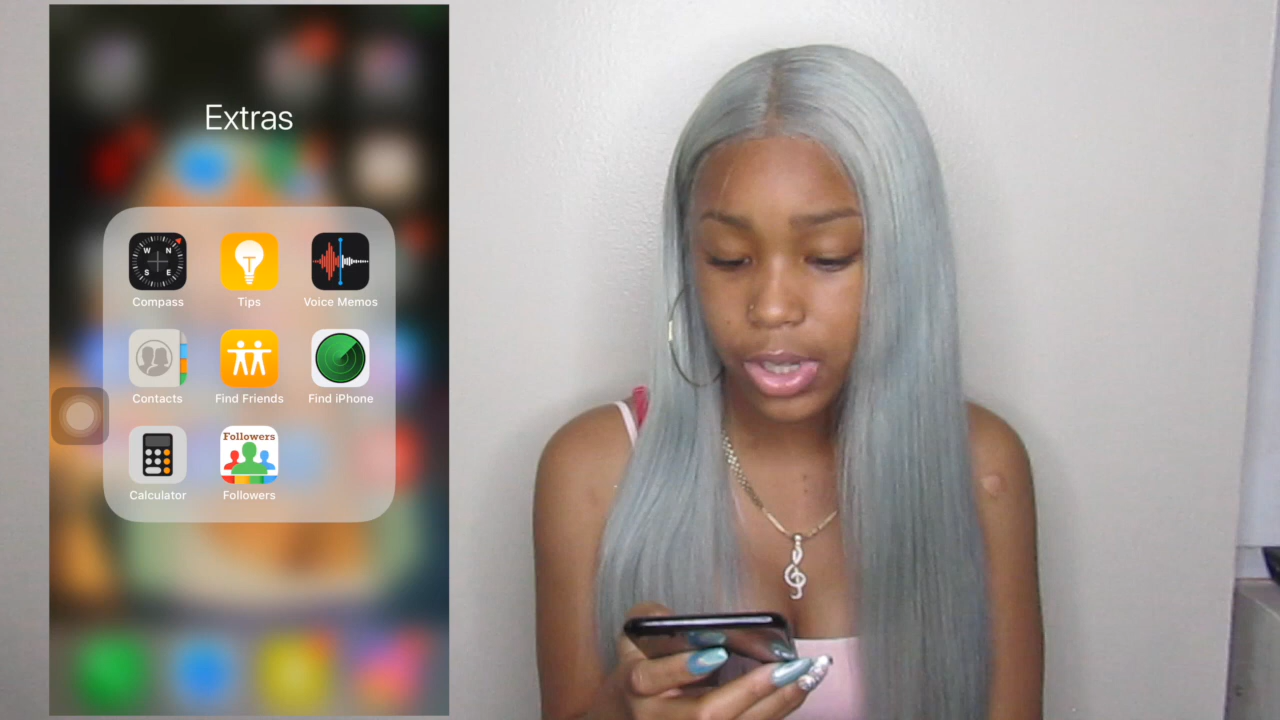 Extras
W N
S E
Compass
Tips
Voice Memos
Contacts
Find Friends
Find iPhone
Followers
Calculator
Followers